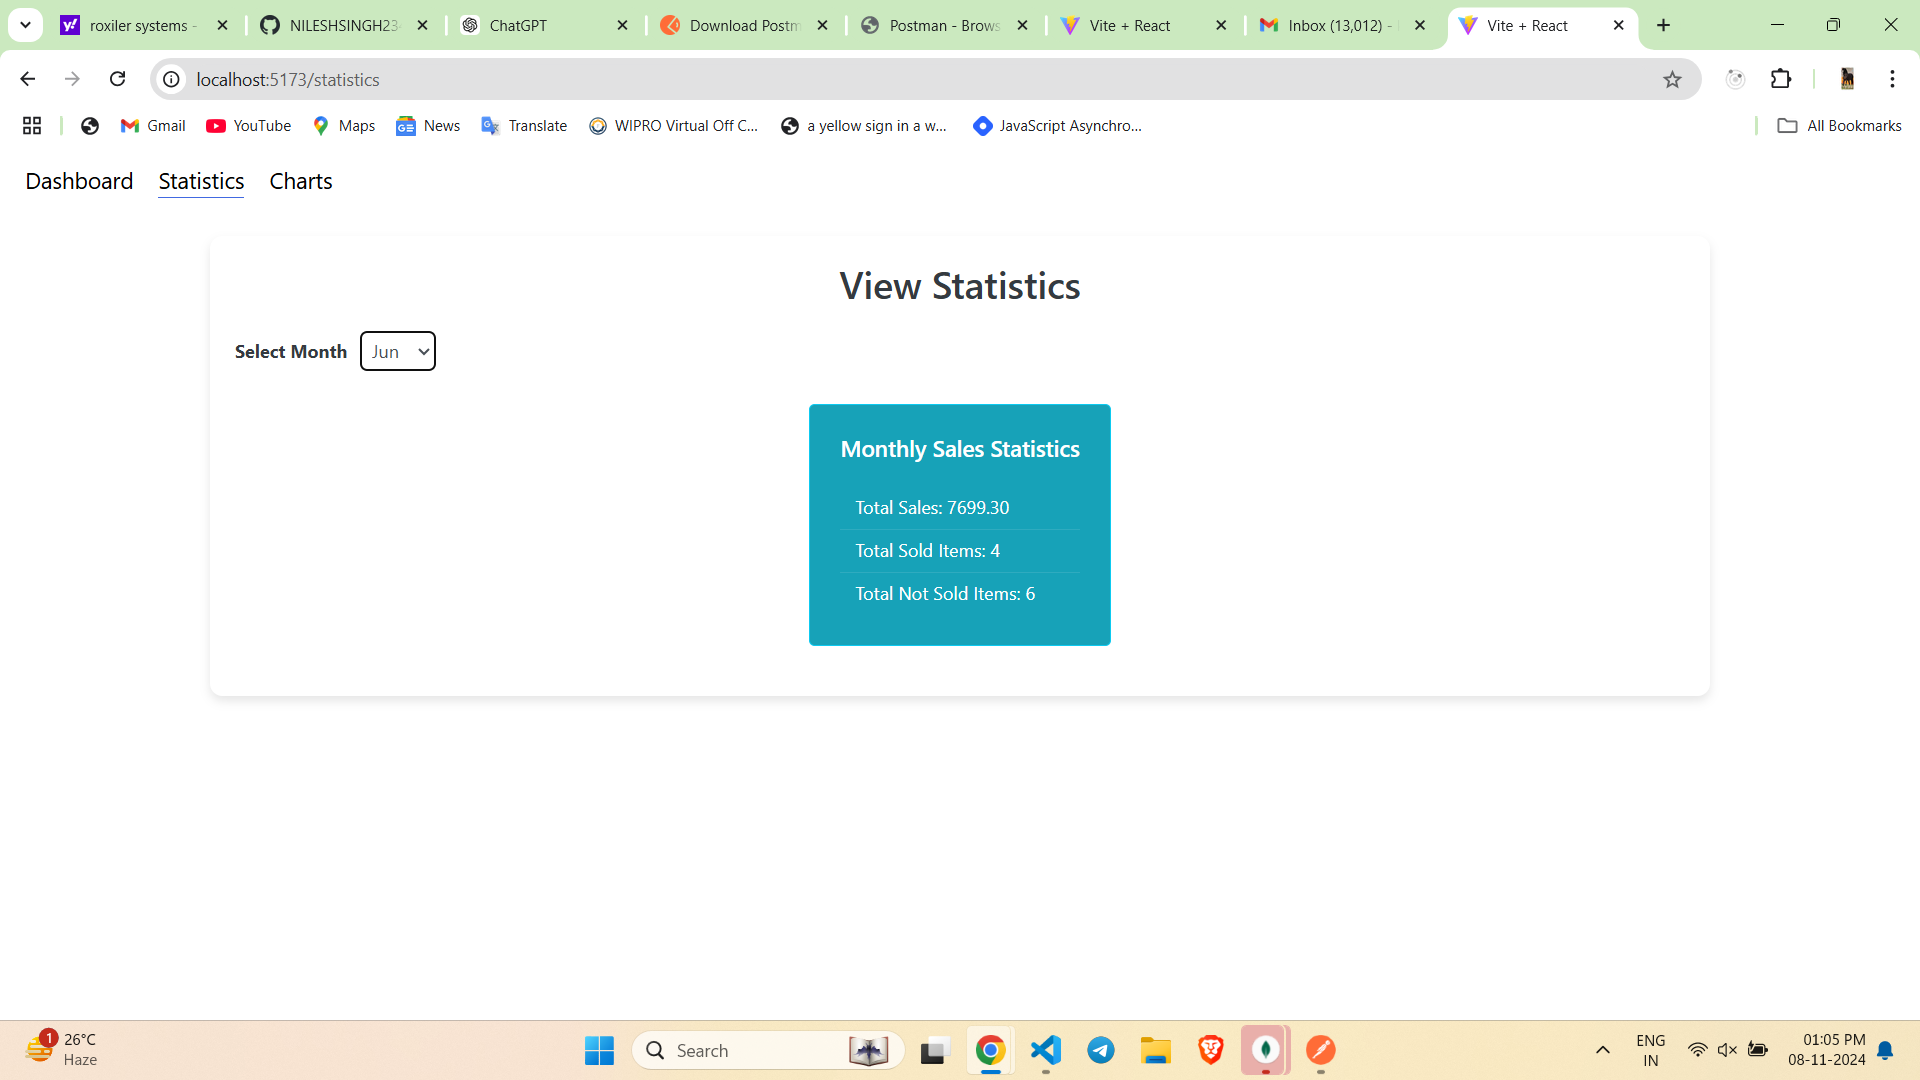 roxiler systems -
NILESHSINGH23
ChatGPT
Download Postm
Postman - Brows
Vite + React
Inbox (13,012) -
Vite + React
localhost:5173/statistics
Gmail
YouTube
Maps
News
Translate
WIPRO Virtual Off C...
a yellow sign in a w...
JavaScript Asynchro...
All Bookmarks
Dashboard
Statistics
Charts
View Statistics
Select Month
Jun
Monthly Sales Statistics
Total Sales: 7699.30
Total Sold Items: 4
Total Not Sold Items: 6
1
26°C
Haze
Search
ENG
IN
01:05 PM
08-11-2024